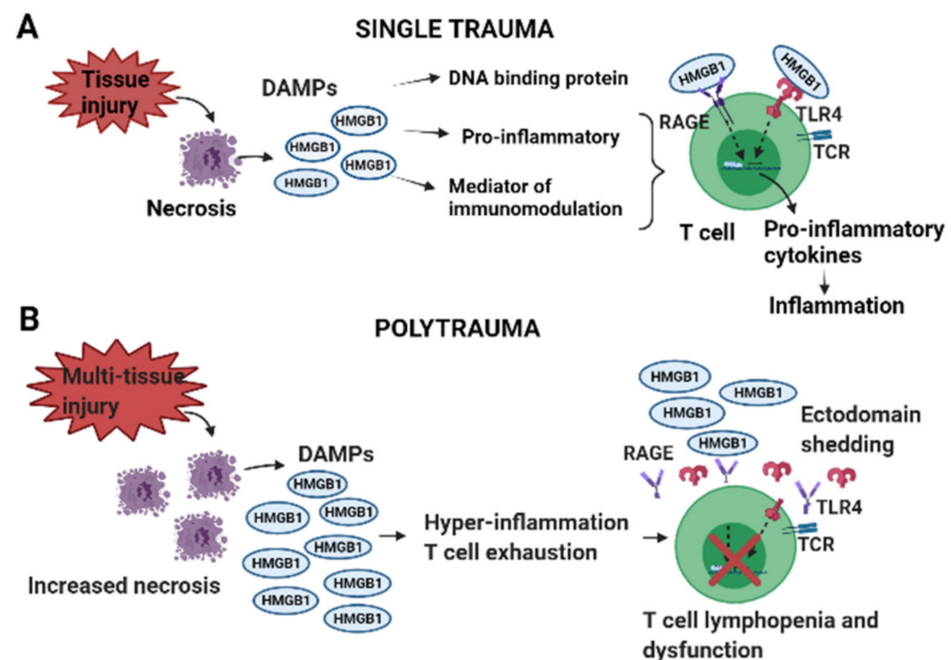 A
SINGLE TRAUMA
Tissue
injury
Necrosis
DAMPs
HMGB1
HMGB1
HMGB1
HMGB1
DNA binding protein
Pro-inflammatory
Mediator of
immunomodulation
HMGB1
HMGB1
RAGE
TLR4
TCR
T cell
Pro-inflammatory
cytokines
Inflammation
B
POLYTRAUMA
Multi-tissue
injury
Increased necrosis
DAMPs
HMGB1
HMGB1
HMGB1
HMGB1
HMGB1
HMGB1
HMGB1
HMGB1
Hyper-inflammation
T cell exhaustion
HMGB1
HMGB1
HMGB1
HMGB1
Ectodomain
shedding
RAGE
TLR4
TCR
T cell lymphopenia and
dysfunction